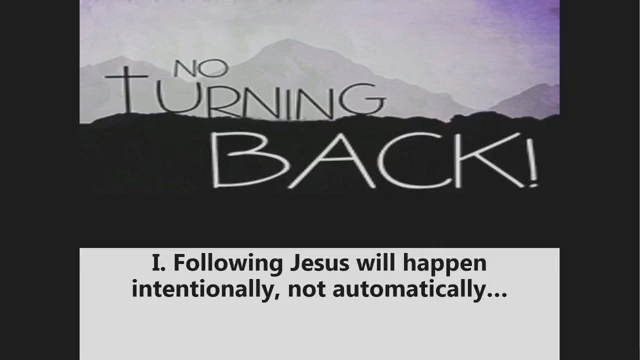 NO
TURNING
BACK!
I. Following Jesus will happen
intentionally, not automatically...